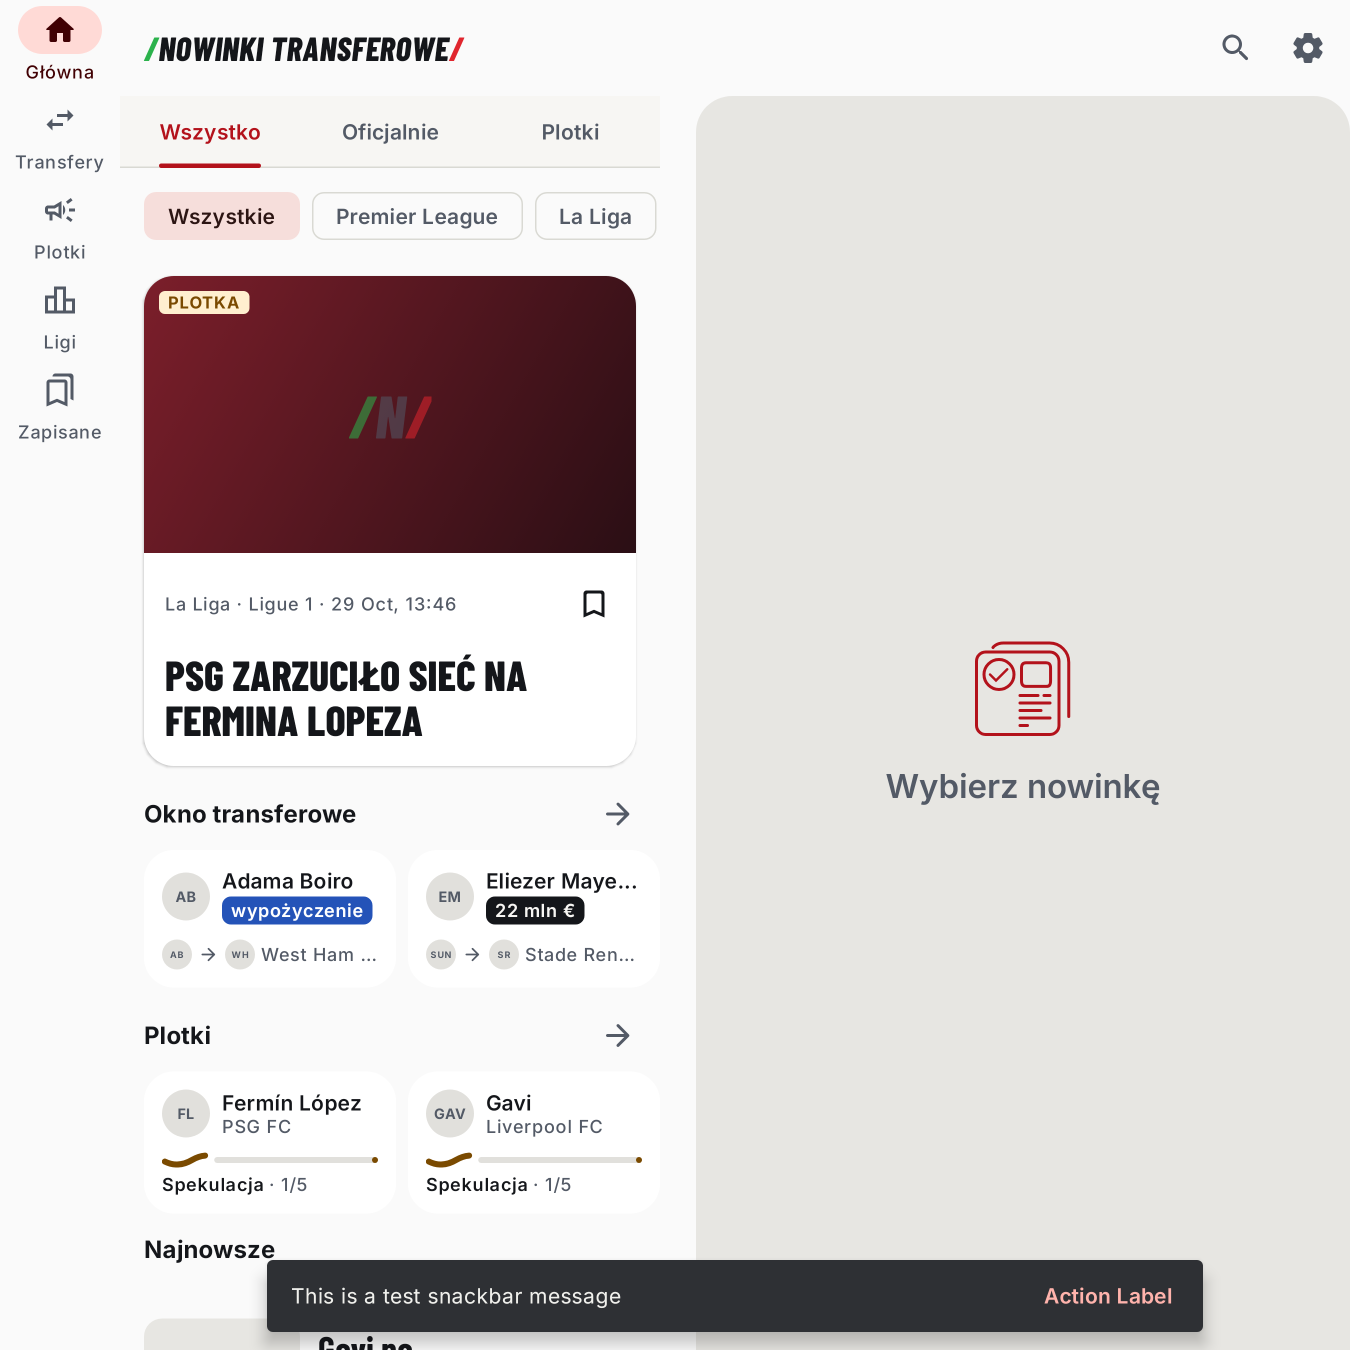 Główna
Transfery
Plotki
Ligi
Zapisane
/NOWINKI TRANSFEROWE/
Wszystko
Oficjalnie
Plotki
Wszystkie
Premier League
La Liga
PLOTKA
/N/
La Liga · Ligue 1 · 29 Oct, 13:46
PSG ZARZUCIŁO SIEĆ NA
FERMINA LOPEZA
Okno transferowe
AB
Adama Boiro
wypożyczenie
AB
WH
West Ham ...
EM
Eliezer Maye...
22 mln €
SUN
SR
Stade Ren...
Plotki
FL
Fermín López
PSG FC
Spekulacja · 1/5
GAV
Gavi
Liverpool FC
Spekulacja · 1/5
Najnowsze
Wybierz nowinkę
This is a test snackbar message
Action Label